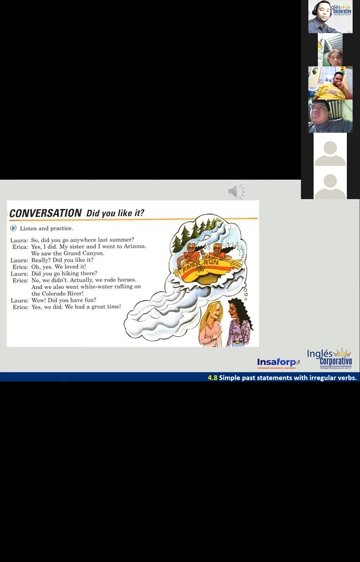 Inglés
Corporativo
CONVERSATION Did you like it?
Listen and practice.
Laura: So, did you go anywhere last summer?
Erica: Yes, I did. My sister and I went to Arizona.
We saw the Grand Canyon.
Laura: Really? Did you like it?
Erica: Oh, yes. We loved it!
Laura: Did you go hiking there?
Erica: No, we didn't. Actually, we rode horses.
And we also went white-water rafting on
the Colorado River!
Laura: Wow! Did you have fun?
Erica: Yes, we did. We had a great time!
Insaforp
Inglés
Corporativo
4.8 Simple past statements with irregular verbs.